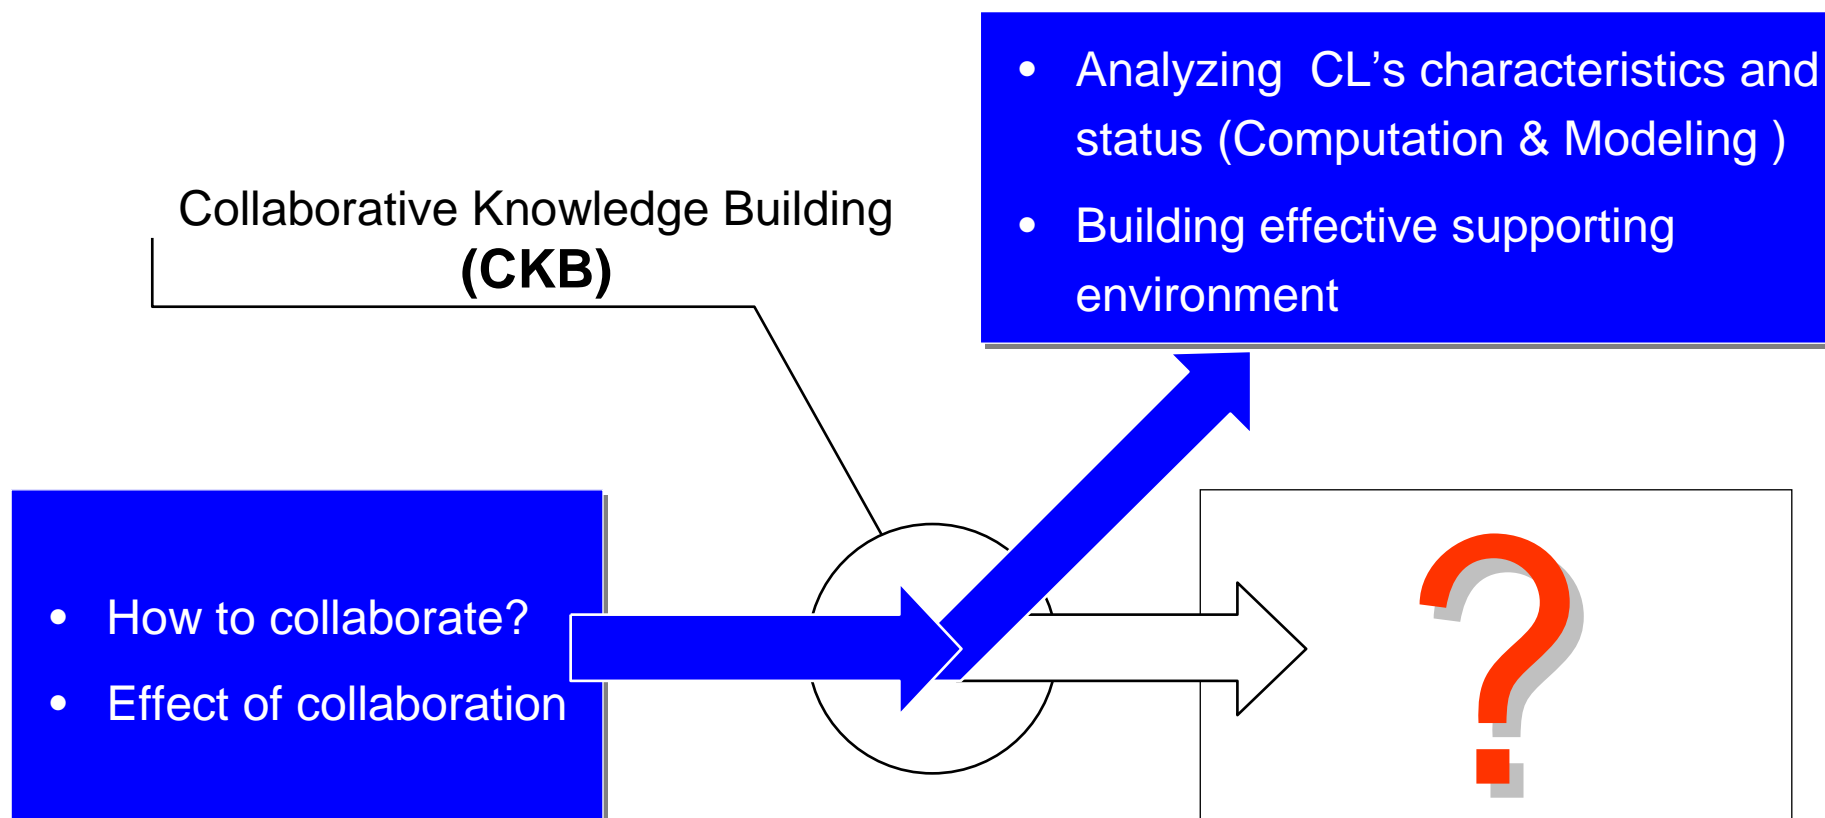 • Analyzing  CL’s characteristics and
status (Computation & Modeling )
• Building effective supporting
environment
Collaborative Knowledge Building
(CKB)
• How to collaborate?
• Effect of collaboration
?